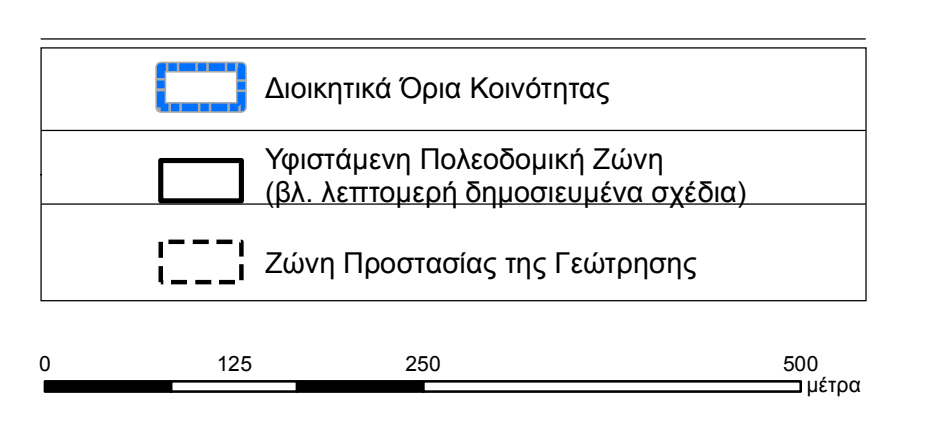 Διοικητικά Όρια Κοινότητας
Υφιστάμενη Πολεοδομική Ζώνη
(βλ. λεπτομερή δημοσιευμένα σχέδια)
Ζώνη Προστασίας της Γεώτρησης
0 125 250 500
μέτρα